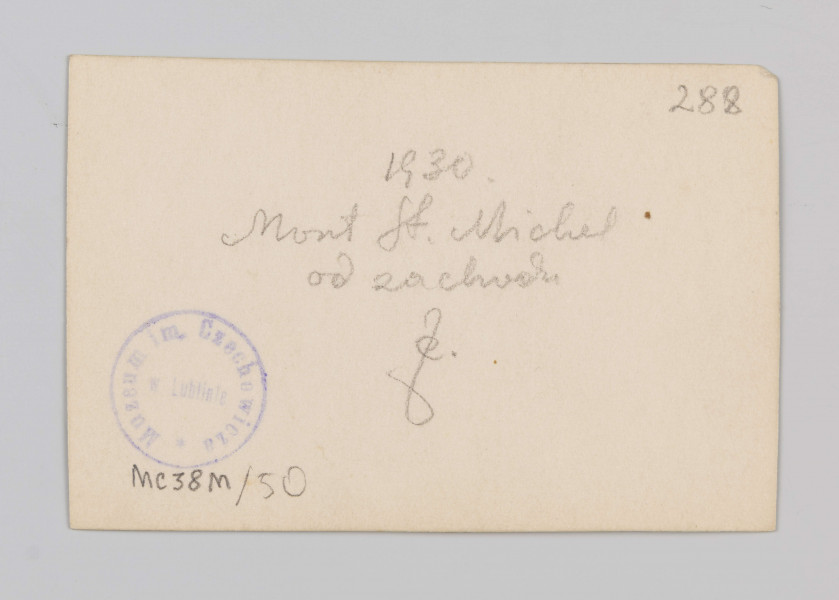 288
1930.
Mont St. Michel
od zachodu
Muzeum im. Czechowicza
w Lublinie
MC38M/50